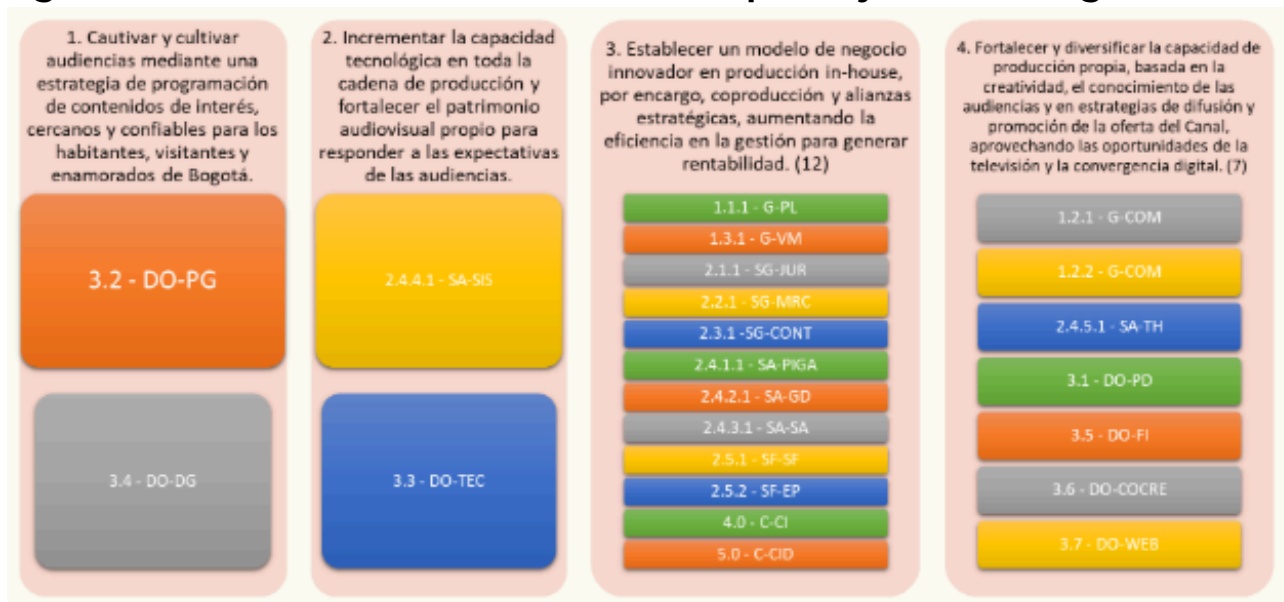 1. Cautivar y cultivar
audiencias mediante una
estrategia de programación
de contenidos de interés,
cercanos y confiables para los
habitantes, visitantes y
enamorados de Bogotá.
3.2 - DO-PG
3.4 - DO-DG
2. Incrementar la capacidad
tecnológica en toda la
cadena de producción y
fortalecer el patrimonio
audiovisual propio para
responder a las expectativas
de las audiencias.
2.4.4.1 - SA-SIS
3.3 - DO-TEC
3. Establecer un modelo de negocio
innovador en producción in-house,
por encargo, coproducción y alianzas
estratégicas, aumentando la
eficiencia en la gestión para generar
rentabilidad. (12)
1.1.1 - G-PL
1.3.1 - G-VM
2.1.1 - SG-JUR
2.2.1 - SG-MRC
2.3.1 -SG-CONT
2.4.1.1 - SA-PIGA
2.4.2.1 - SA-GD
2.4.3.1 - SA-SA
2.5.1 - SF-SF
2.5.2 - SF-EP
4.0 - C-CI
5.0 - C-CID
4. Fortalecer y diversificar la capacidad de
producción propia, basada en la
creatividad, el conocimiento de las
audiencias y en estrategias de difusión y
promoción de la oferta del Canal,
aprovechando las oportunidades de la
televisión y la convergencia digital. (7)
1.2.1 - G-COM
1.2.2 - G-COM
2.4.5.1 - SA-TH
3.1 - DO-PD
3.5 - DO-FI
3.6 - DO-COCRE
3.7 - DO-WEB